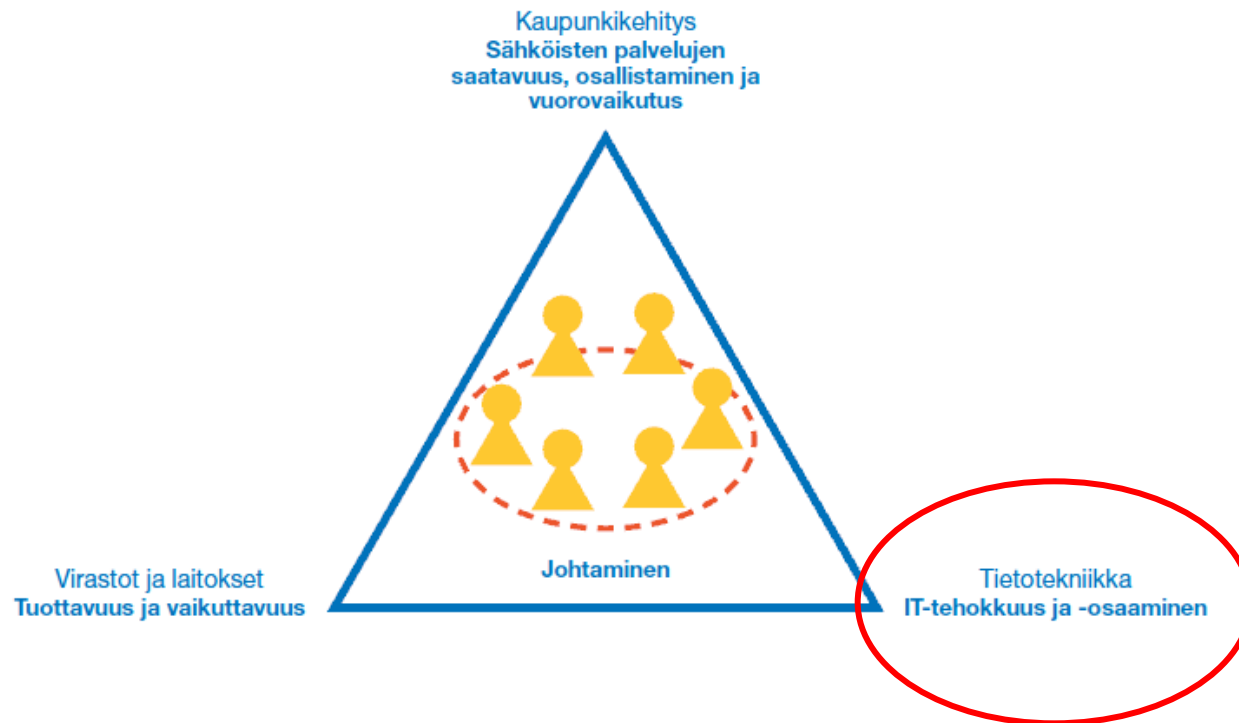 Kaupunkikehitys
Sähköisten palvelujen
saatavuus, osallistaminen ja
vuorovaikutus
Johtaminen
Virastot ja laitokset
Tuottavuus ja vaikuttavuus
Tietotekniikka
IT-tehokkuus ja -osaaminen